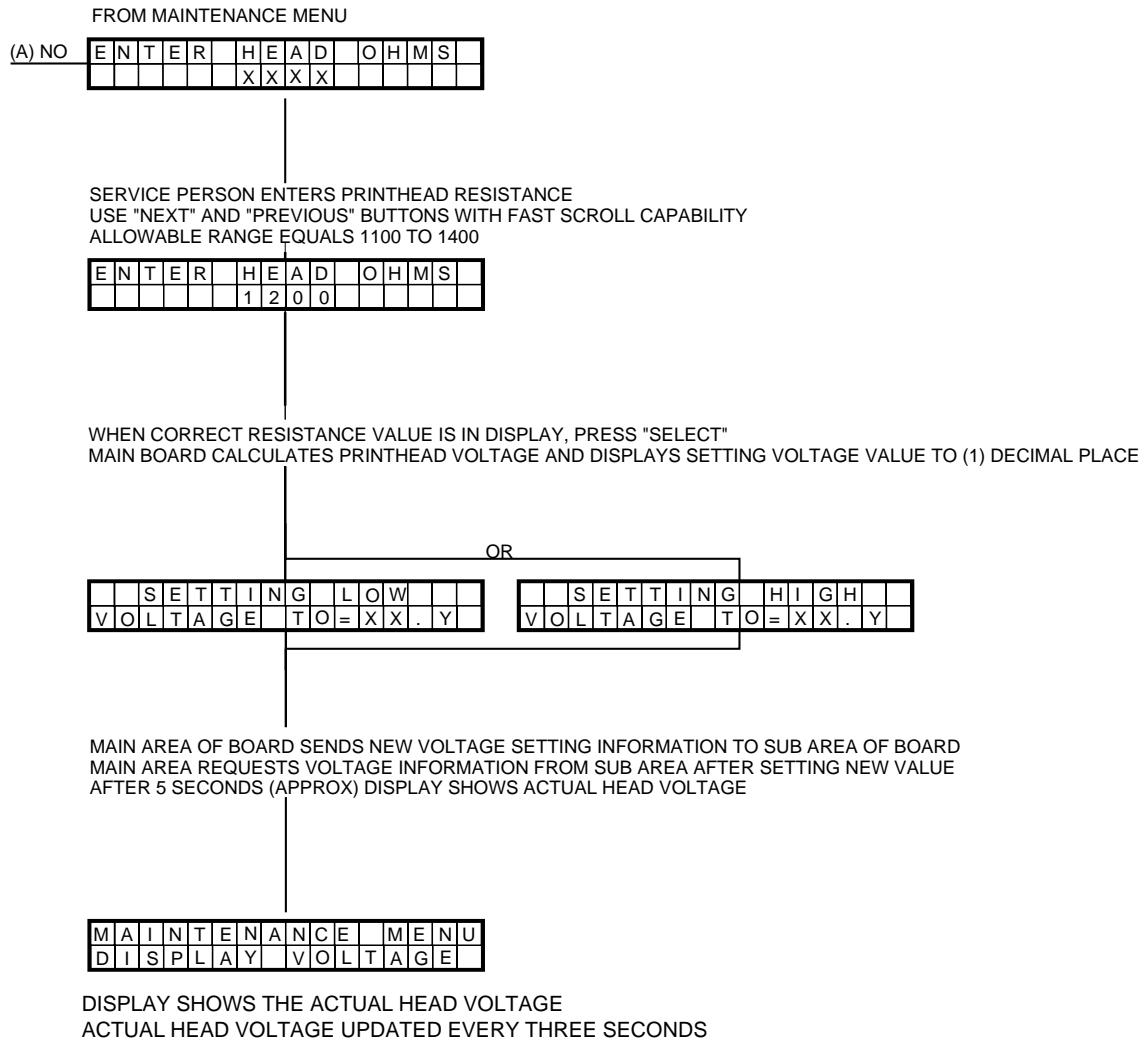 FROM MAINTENANCE MENU
(A) NO
ENTER HEAD OHMS
XXXX
SERVICE PERSON ENTERS PRINTHEAD RESISTANCE
USE "NEXT" AND "PREVIOUS" BUTTONS WITH FAST SCROLL CAPABILITY
ALLOWABLE RANGE EQUALS 1100 TO 1400
ENTER HEAD OHMS
1200
WHEN CORRECT RESISTANCE VALUE IS IN DISPLAY, PRESS "SELECT"
MAIN BOARD CALCULATES PRINTHEAD VOLTAGE AND DISPLAYS SETTING VOLTAGE VALUE TO (1) DECIMAL PLACE
OR
SETTING LOW
VOLTAGE TO=XX.Y
SETTING HIGH
VOLTAGE TO=XX.Y
MAIN AREA OF BOARD SENDS NEW VOLTAGE SETTING INFORMATION TO SUB AREA OF BOARD
MAIN AREA REQUESTS VOLTAGE INFORMATION FROM SUB AREA AFTER SETTING NEW VALUE
AFTER 5 SECONDS (APPROX) DISPLAY SHOWS ACTUAL HEAD VOLTAGE
MAINTENANCE MENU
DISPLAY VOLTAGE
DISPLAY SHOWS THE ACTUAL HEAD VOLTAGE
ACTUAL HEAD VOLTAGE UPDATED EVERY THREE SECONDS